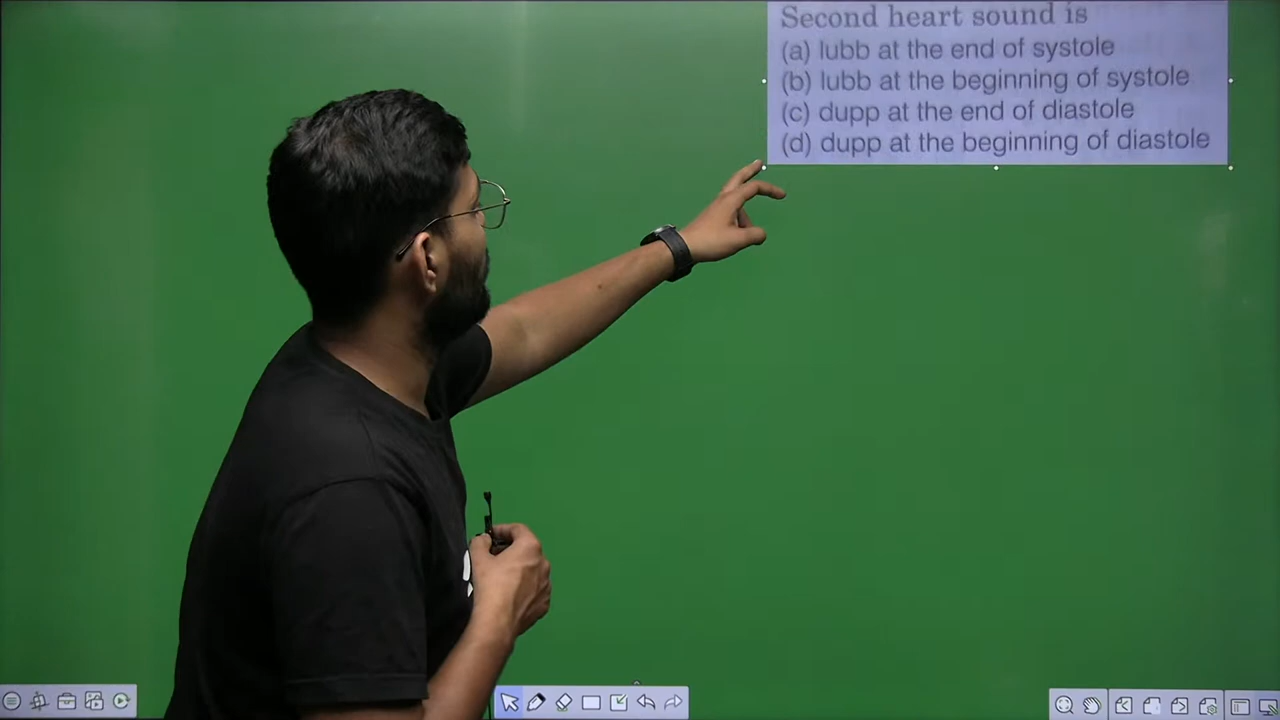 Second heart sound is
(a) lubb at the end of systole
(b) lubb at the beginning of systole
(c) dupp at the end of diastole
(d) dupp at the beginning of diastole